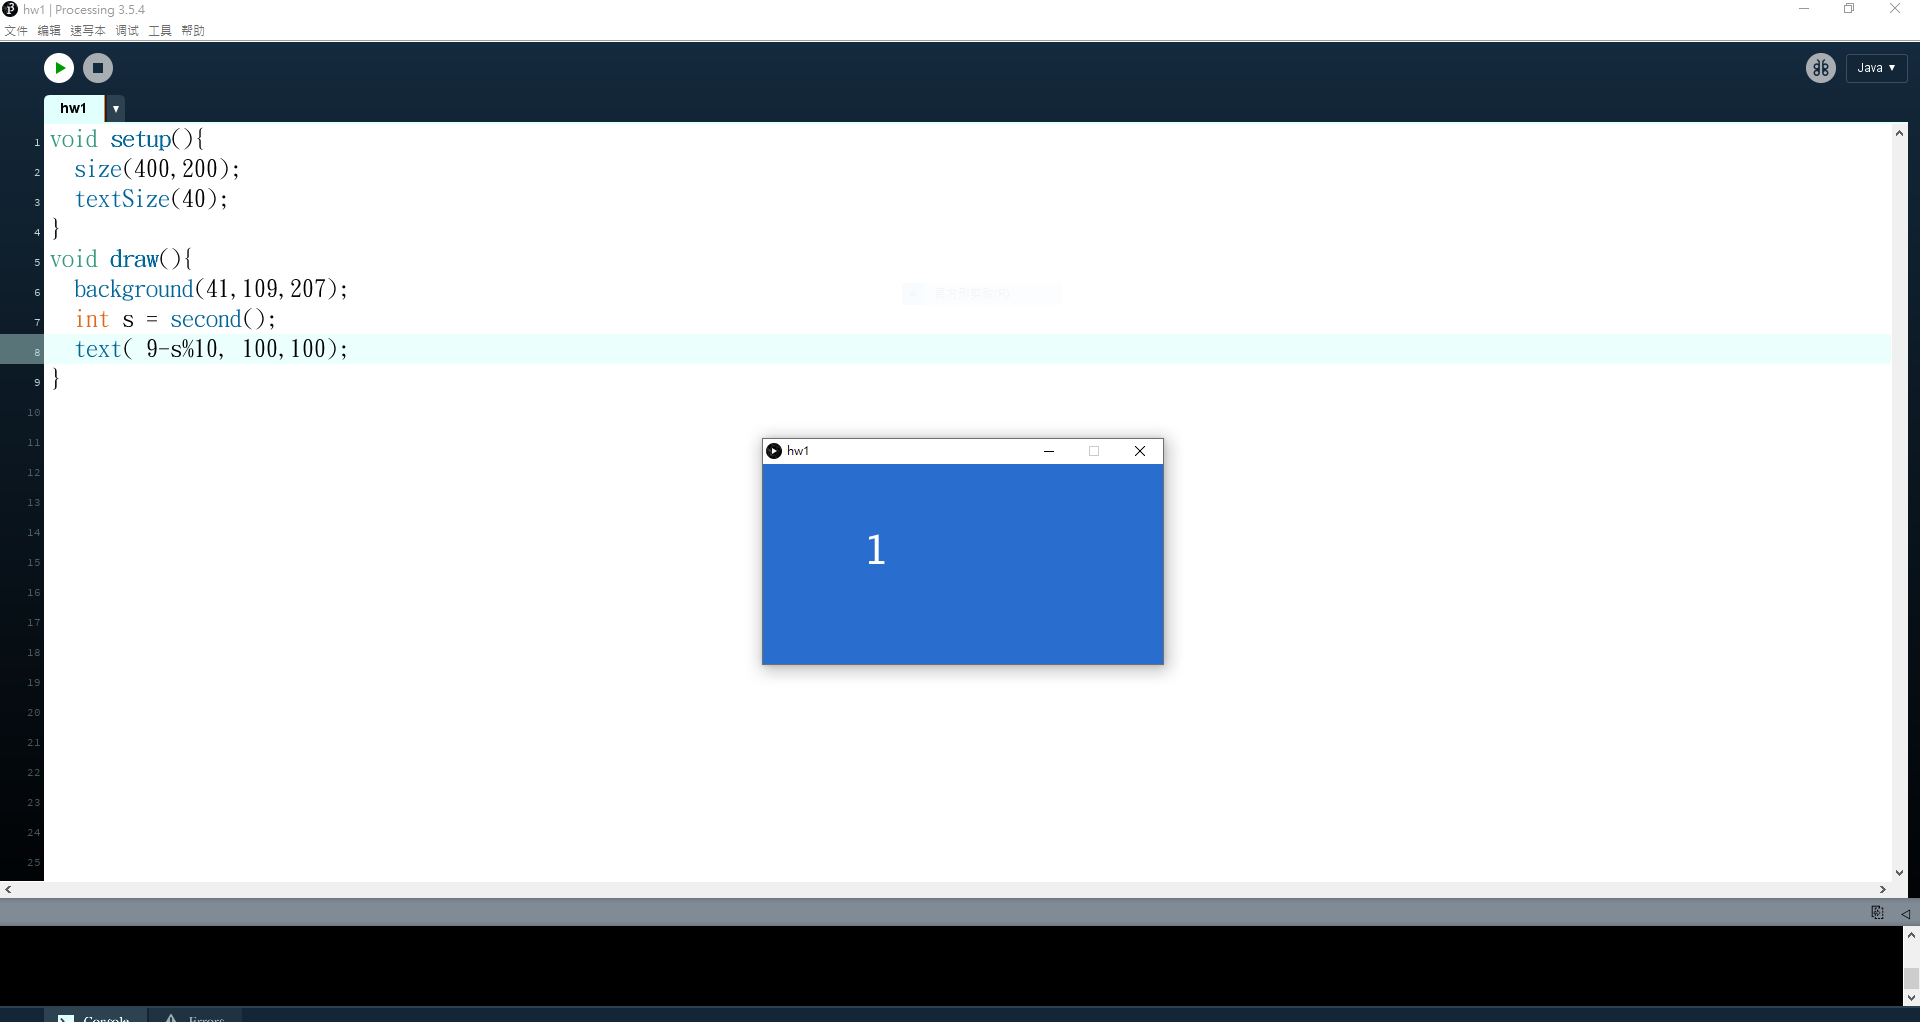 hw1 | Processing 3.5.4
文件 编辑 速写本 调试 工具 帮助
Java ▼
hw1 ▼
1 void setup(){
2   size(400,200);
3   textSize(40);
4 }
5 void draw(){
6   background(41,109,207);
7   int s = second();
8   text( 9-s%10, 100,100);
9 }
10
11
12
13
14
15
16
17
18
19
20
21
22
23
24
25
hw1
1
Console Errors